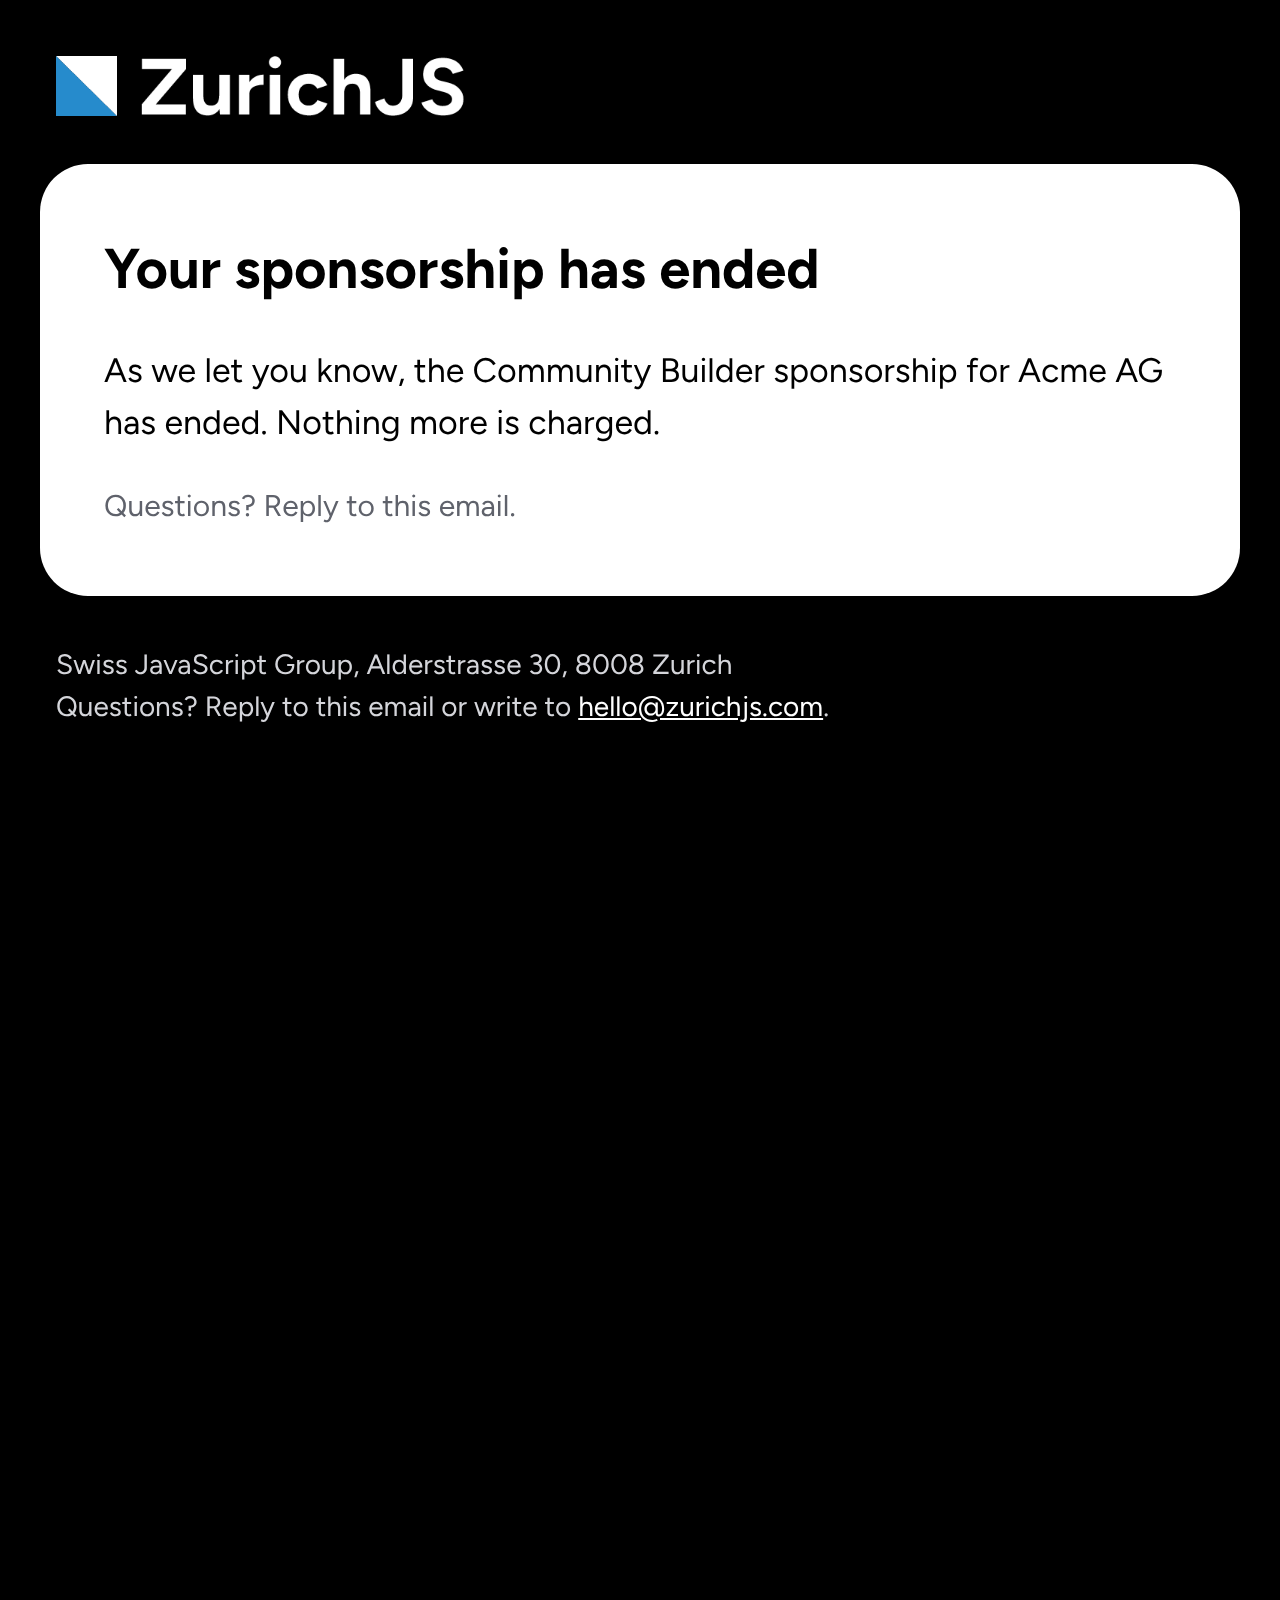 ZurichJS
Your sponsorship has ended
As we let you know, the Community Builder sponsorship for Acme AG
has ended. Nothing more is charged.
Questions? Reply to this email.
Swiss JavaScript Group, Alderstrasse 30, 8008 Zurich
Questions? Reply to this email or write to hello@zurichjs.com.